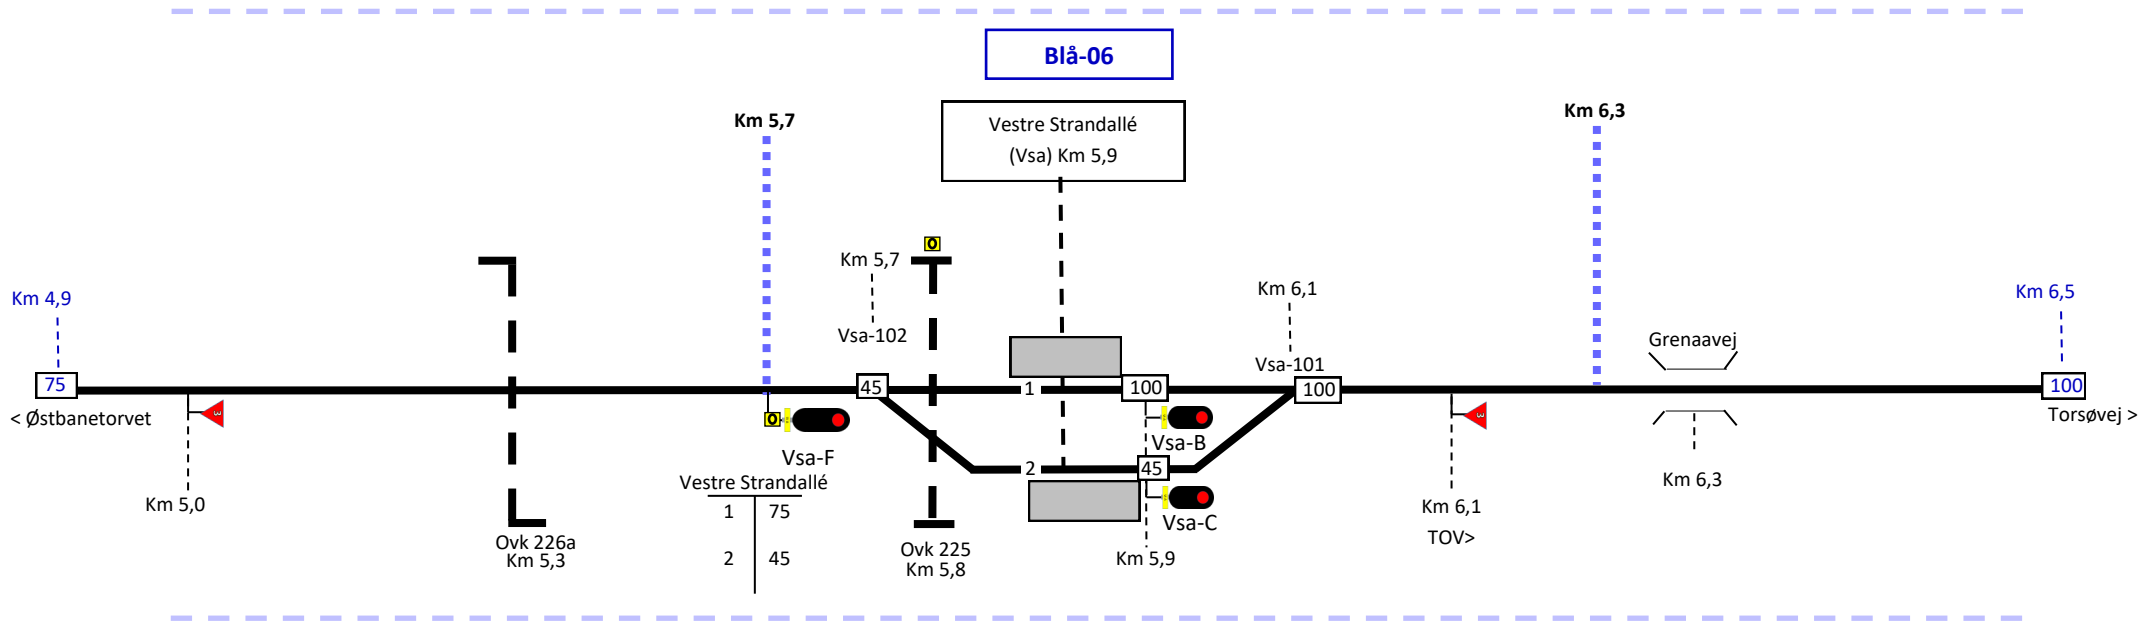 Blå-06
Km 5,7
Vestre Strandallé
(Vsa) Km 5,9
Km 6,3
O
Km 5,7
Km 4,9
Km 6,1
Km 6,5
Vsa-102
Grenaavej
Vsa-101
75
45
1
100
100
100
< Østbanetorvet
3
O
Vsa-F
Vsa-B
3
Torsøvej >
2
45
Vestre Strandallé
1 75
2 45
Km 5,0
Vsa-C
Km 6,3
Km 6,1
TOV>
Ovk 226a
Km 5,3
Ovk 225
Km 5,8
Km 5,9